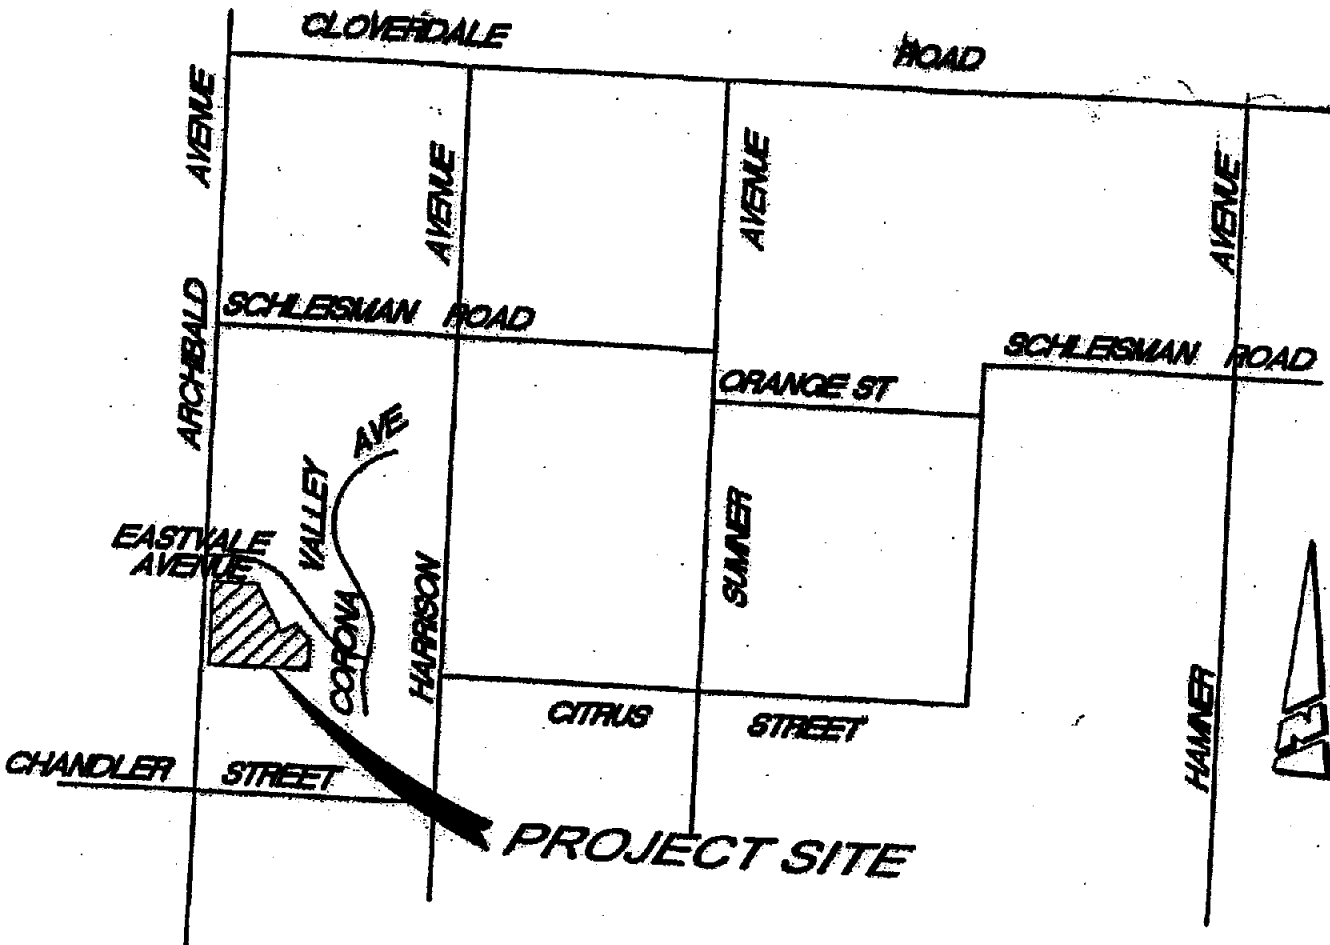 CLOVERDALE ROAD
AVENUE
AVENUE
AVENUE
AVENUE
ARCHIBALD
SCHLEISMAN ROAD
SCHLEISMAN ROAD
ORANGE ST
VALLEY
AVE
EASTVALE
AVENUE
CORONA
HARRISON
SUMNER
HAMNER
CITRUS STREET
CHANDLER STREET
PROJECT SITE